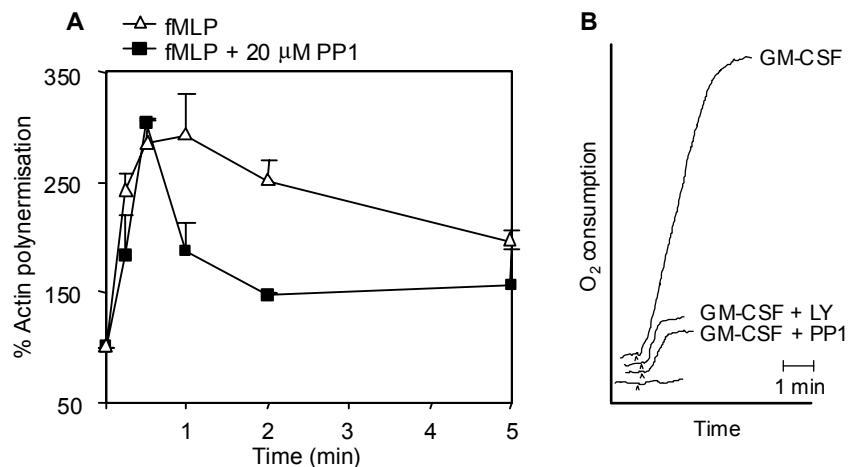 A
fMLP
fMLP + 20 μM PP1
350
250
150
50
% Actin polynermisation
1
2
3
4
5
Time (min)
B
GM-CSF
O₂ consumption
GM-CSF + LY
GM-CSF + PP1
1 min
Time